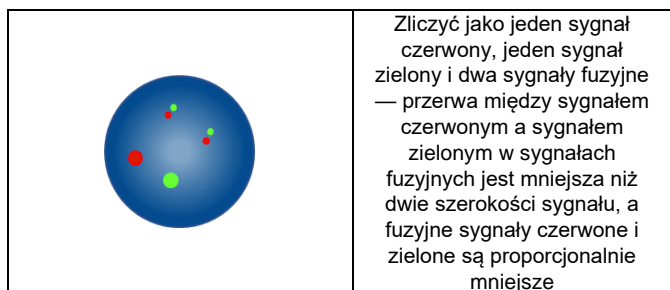 Zliczyć jako jeden sygnał
czerwony, jeden sygnał
zielony i dwa sygnały fuzyjne
— przerwa między sygnałem
czerwonym a sygnałem
zielonym w sygnałach
fuzyjnych jest mniejsza niż
dwie szerokości sygnału, a
fuzyjne sygnały czerwone i
zielone są proporcjonalnie
mniejsze